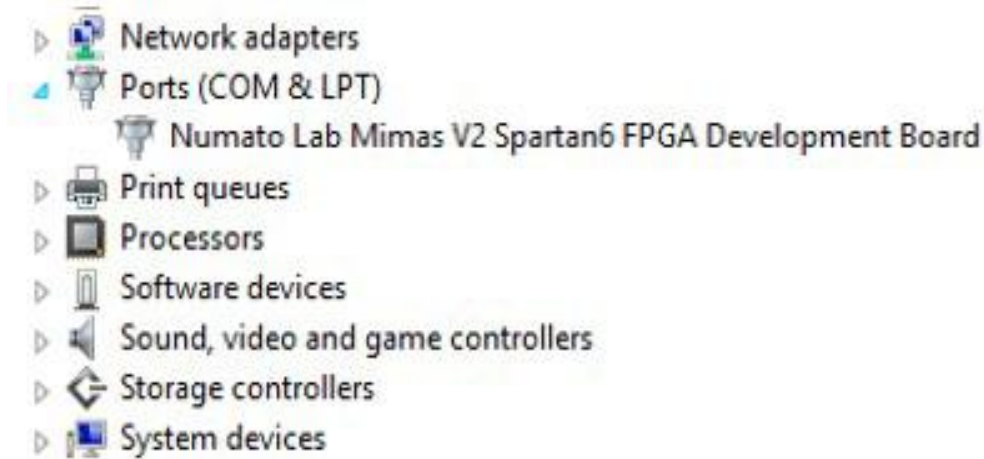 Network adapters
Ports (COM & LPT)
Numato Lab Mimas V2 Spartan6 FPGA Development Board
Print queues
Processors
Software devices
Sound, video and game controllers
Storage controllers
System devices